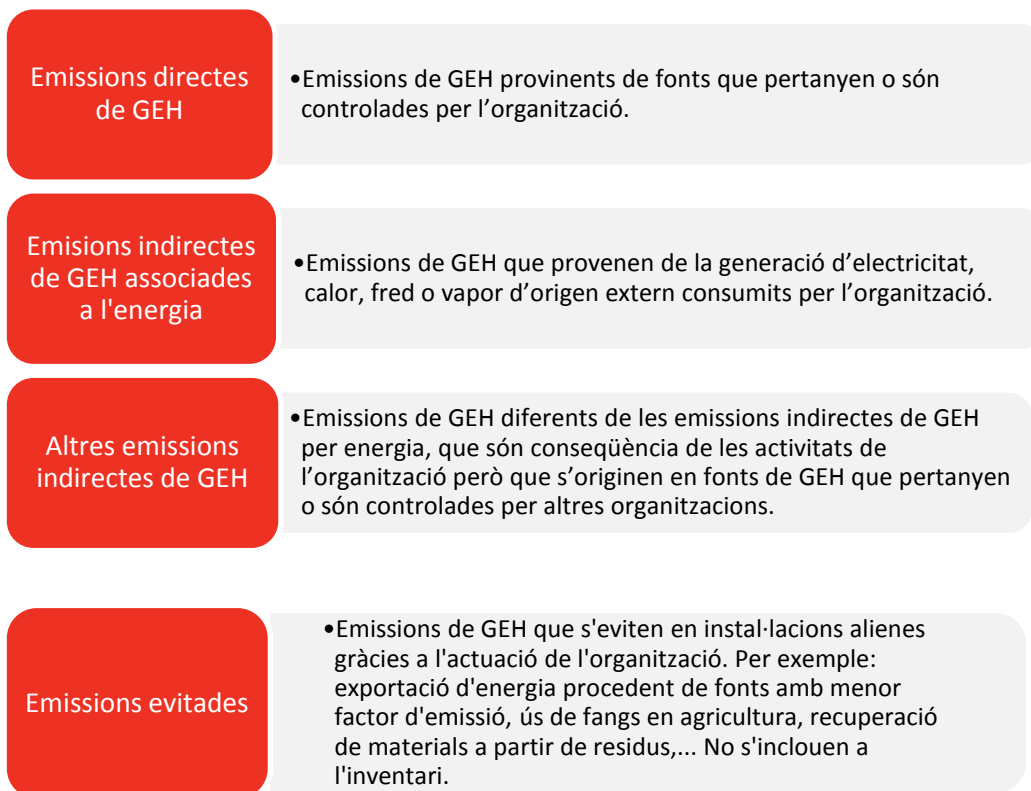 Emissions directes
de GEH
•Emissions de GEH provinents de fonts que pertanyen o són
controlades per l’organització.
Emisions indirectes
de GEH associades
a l'energia
•Emissions de GEH que provenen de la generació d’electricitat,
calor, fred o vapor d’origen extern consumits per l’organització.
Altres emissions
indirectes de GEH
•Emissions de GEH diferents de les emissions indirectes de GEH
per energia, que són conseqüència de les activitats de
l’organització però que s’originen en fonts de GEH que pertanyen
o són controlades per altres organitzacions.
Emissions evitades
•Emissions de GEH que s'eviten en instal·lacions alienes
gràcies a l'actuació de l'organització. Per exemple:
exportació d'energia procedent de fonts amb menor
factor d'emissió, ús de fangs en agricultura, recuperació
de materials a partir de residus,... No s'inclouen a
l'inventari.